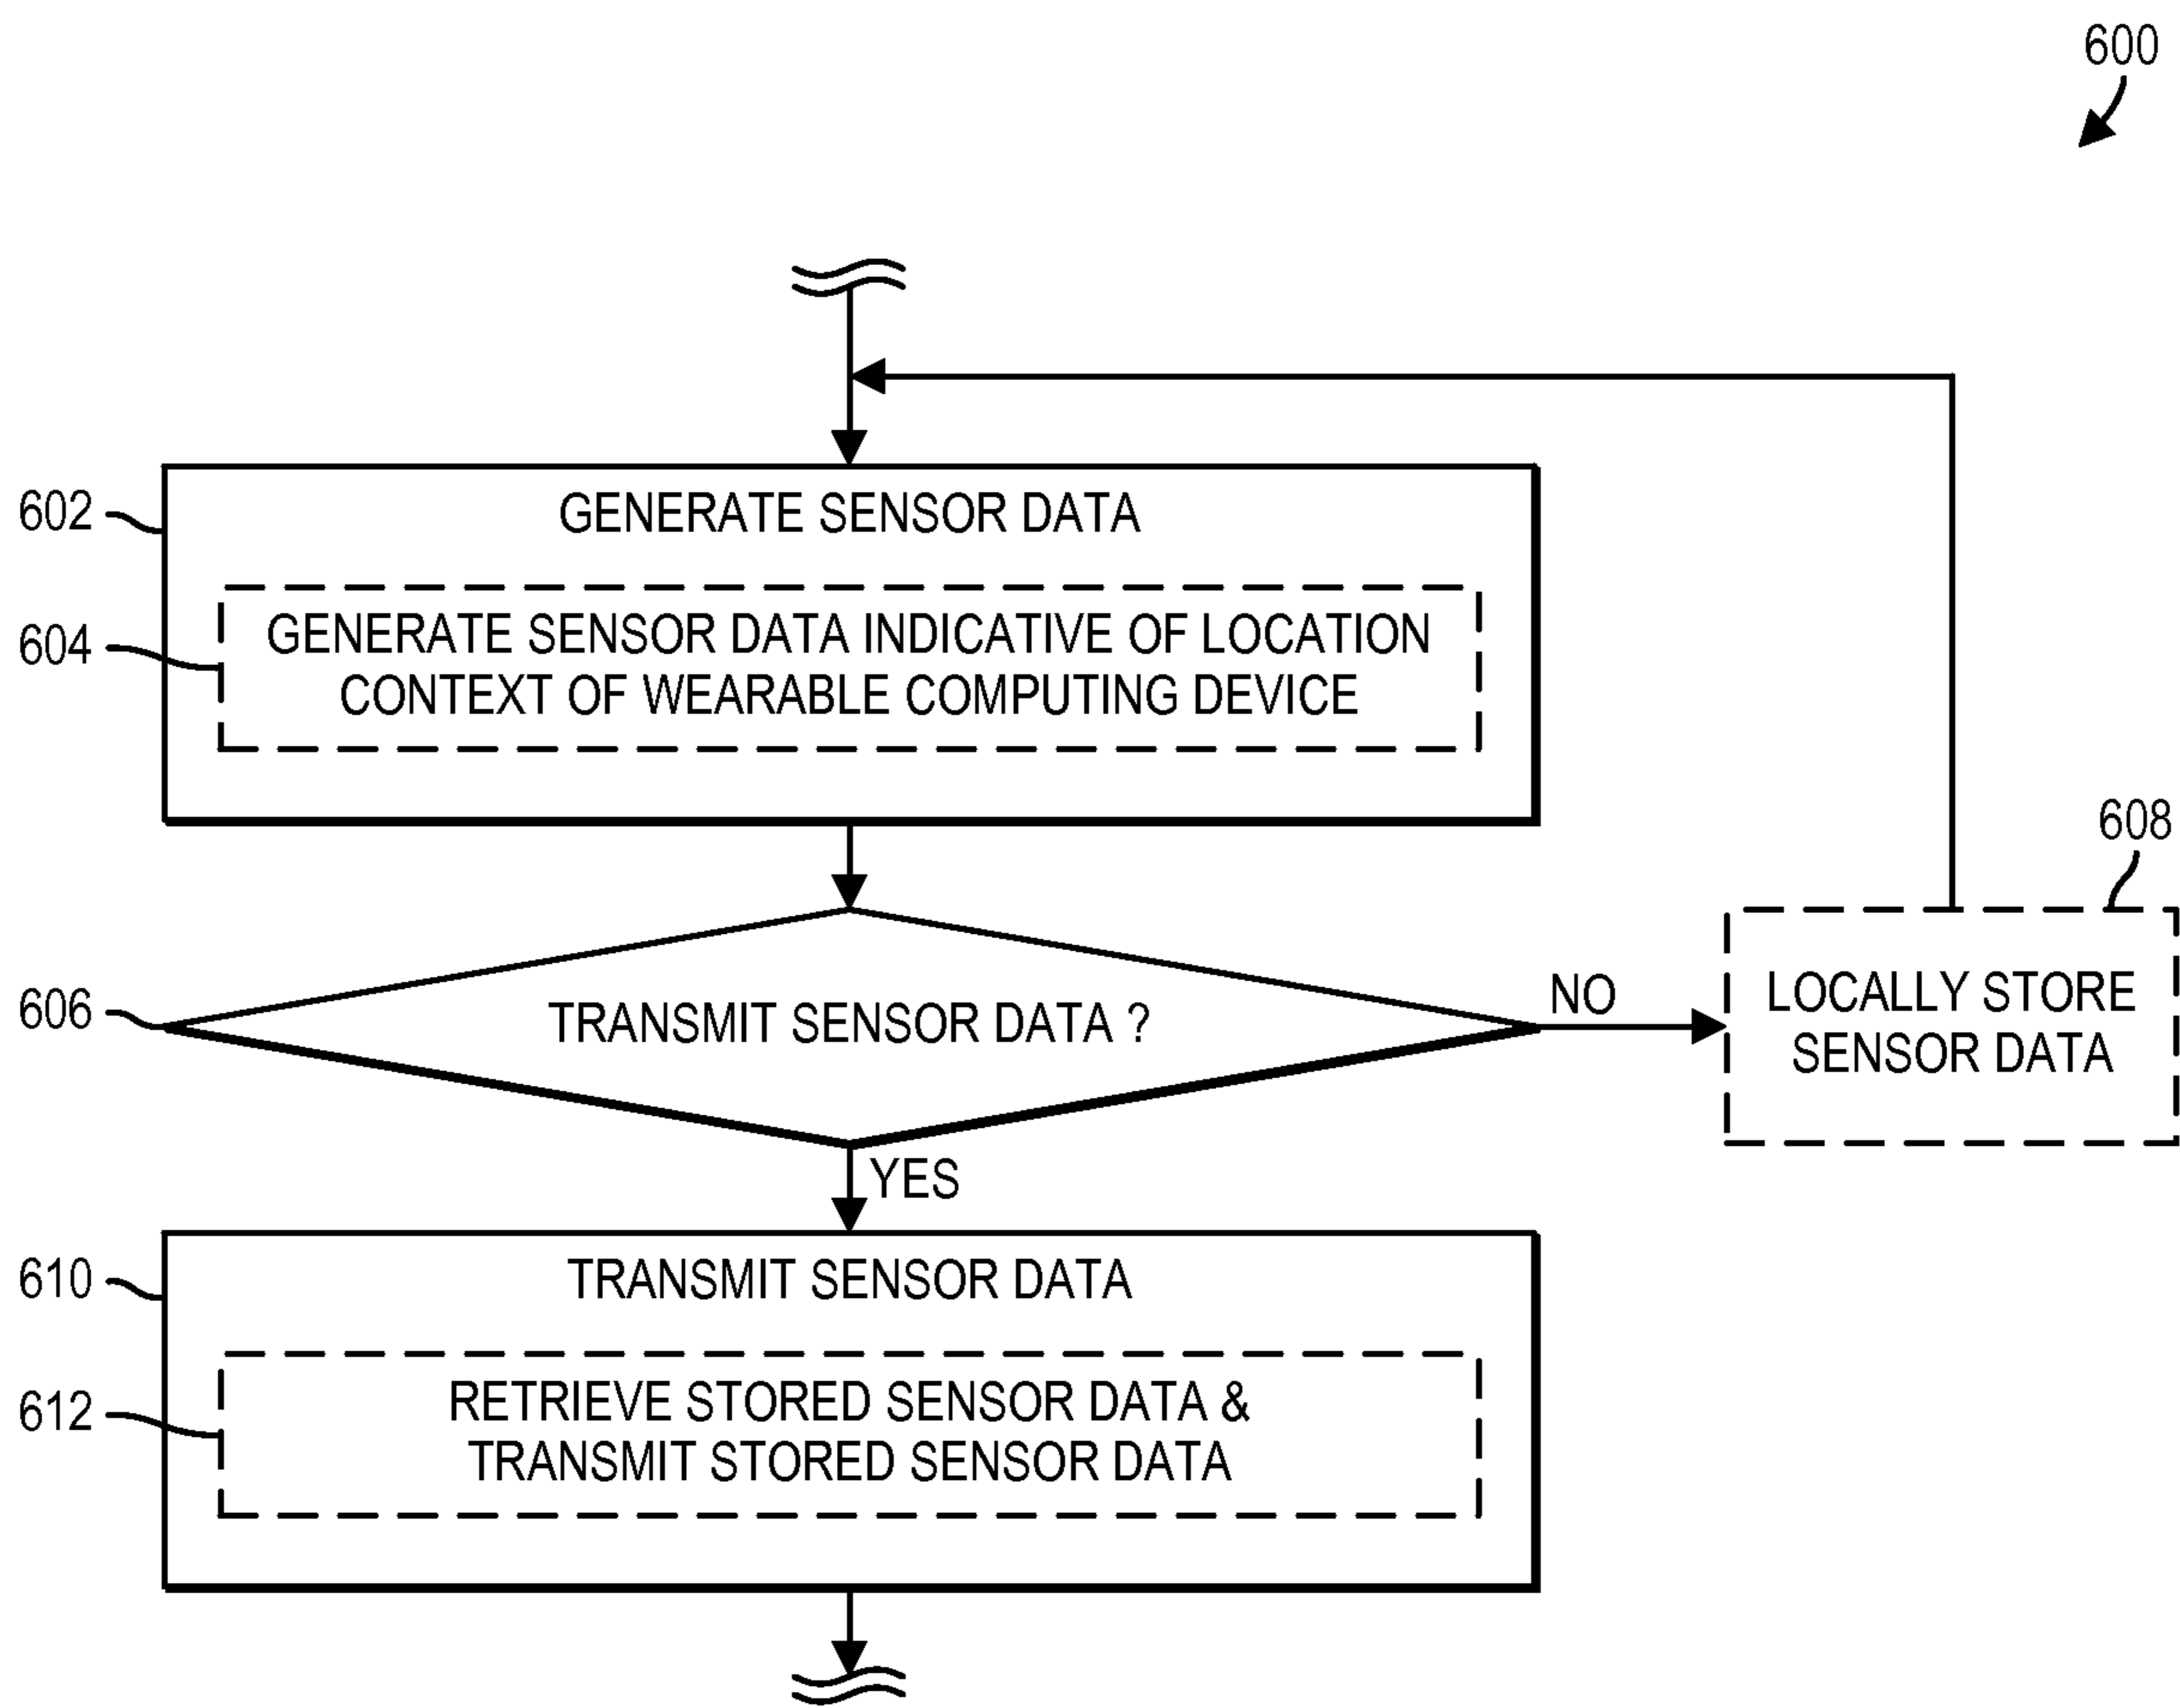 600
602
GENERATE SENSOR DATA
604
GENERATE SENSOR DATA INDICATIVE OF LOCATION
CONTEXT OF WEARABLE COMPUTING DEVICE
608
606
TRANSMIT SENSOR DATA ?
NO
LOCALLY STORE
SENSOR DATA
YES
610
TRANSMIT SENSOR DATA
612
RETRIEVE STORED SENSOR DATA &
TRANSMIT STORED SENSOR DATA